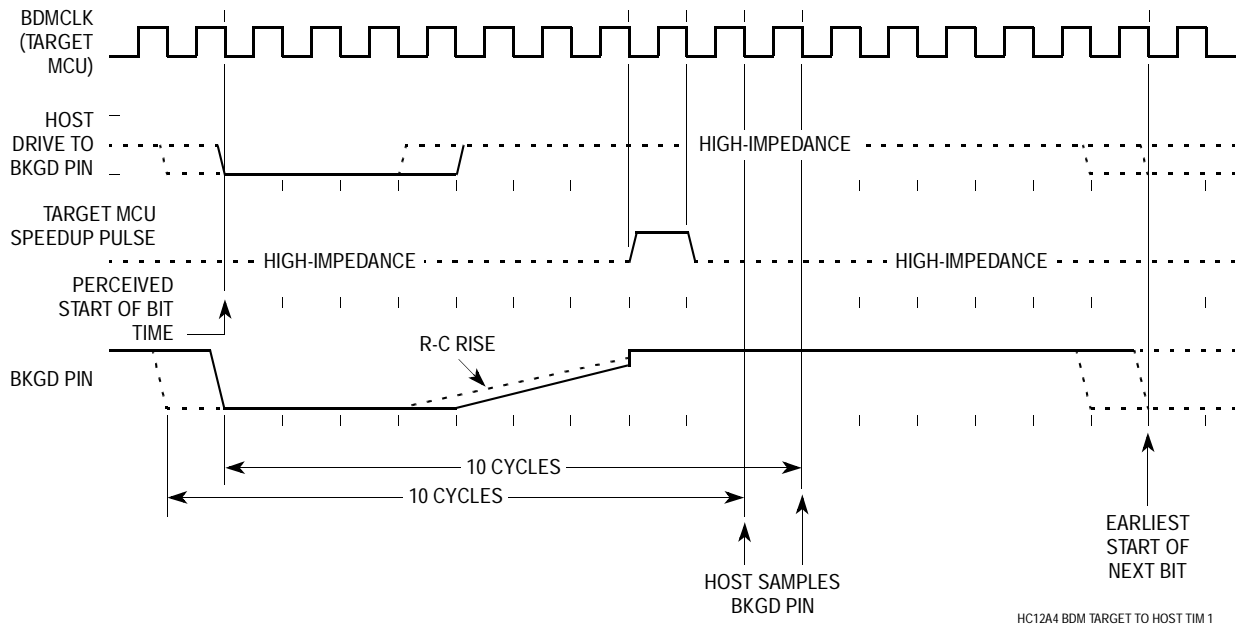 BDMCLK
(TARGET
MCU)
HOST
DRIVE TO
BKGD PIN
HIGH-IMPEDANCE
TARGET MCU
SPEEDUP PULSE
HIGH-IMPEDANCE
HIGH-IMPEDANCE
PERCEIVED
START OF BIT
TIME
R-C RISE
BKGD PIN
10 CYCLES
10 CYCLES
EARLIEST
START OF
NEXT BIT
HOST SAMPLES
BKGD PIN
HC12A4 BDM TARGET TO HOST TIM 1